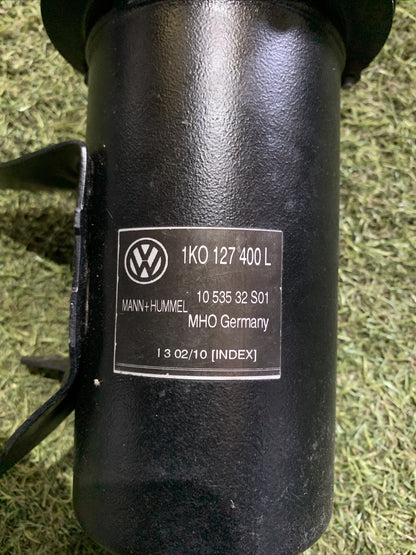 1KO 127 400 L
10 535 32 S01
MANN+HUMMEL
MHO Germany
I 3 02/10 [INDEX]